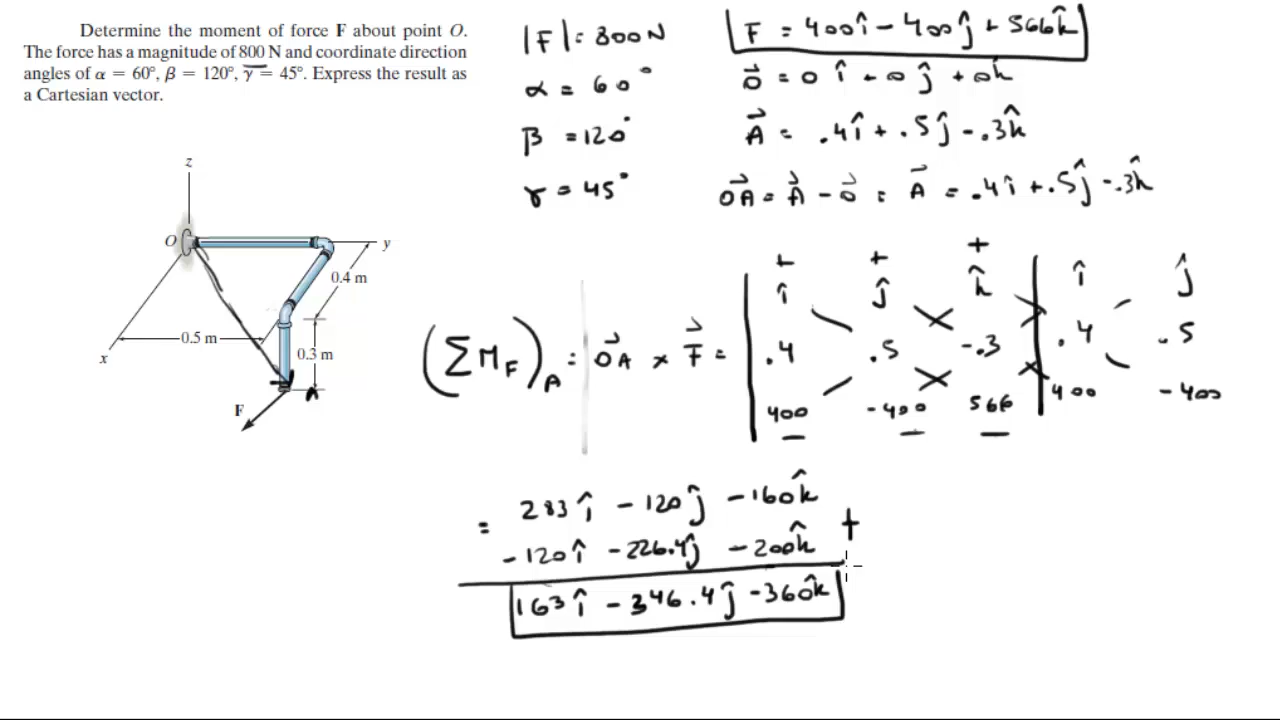 Determine the moment of force F about point O.
The force has a magnitude of 800 N and coordinate direction
angles of α = 60°, β = 120°, γ = 45°. Express the result as
a Cartesian vector.
|F| = 800N
α = 60°
β = 120°
γ = 45°
F = 400î - 400ĵ + 566k̂
O⃗ = 0 î + 0 ĵ + 0k̂
A⃗ = .4î + .5ĵ - .3k̂
O⃗A = A⃗ - O⃗ = A⃗ = .4î + .5ĵ - .3k̂
z
O
y
0.4 m
0.5 m
x
0.3 m
A
F
(ΣM_F)_A = O⃗A × F⃗ =
+ + +
î ĵ k̂ î ĵ
.4 .5 -.3 .4 .5
400 -400 566 400 -400
= 283î - 120ĵ - 160k̂
-120î - 226.4ĵ - 200k̂ +
163î - 346.4ĵ - 360k̂